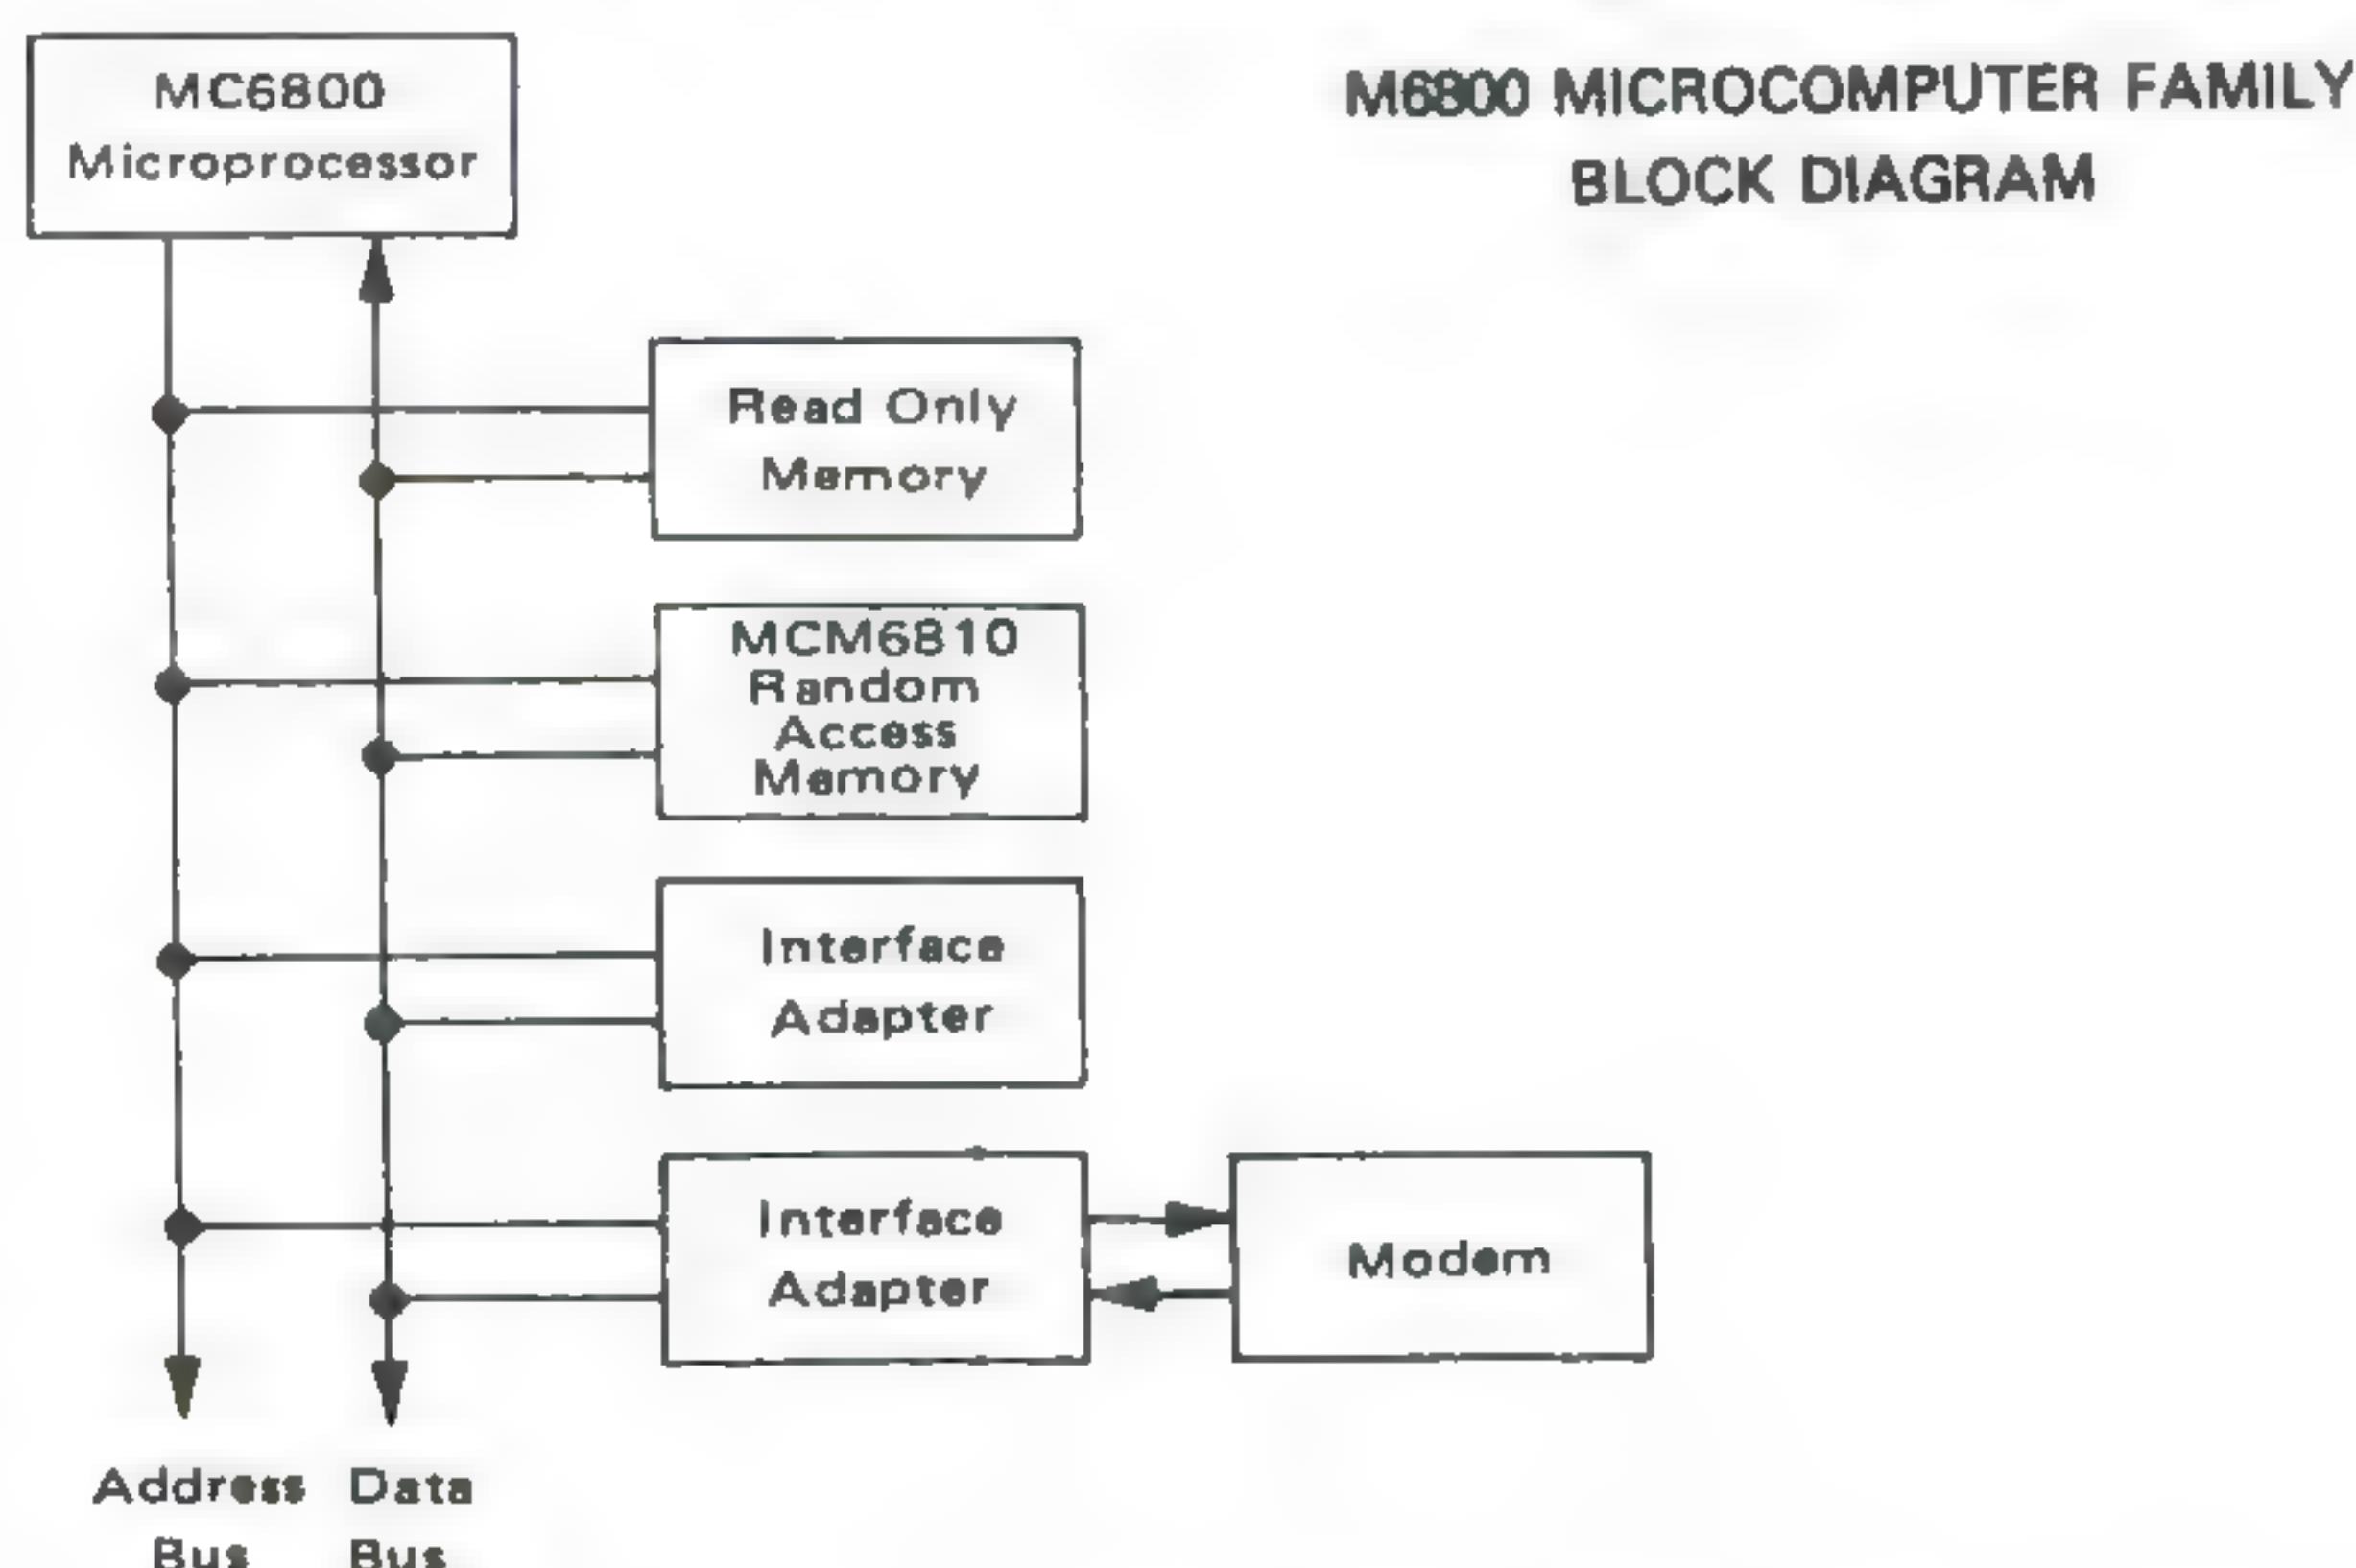 MC6800
Microprocessor
M6800 MICROCOMPUTER FAMILY
BLOCK DIAGRAM
Read Only
Memory
MCM6810
Random
Access
Memory
Interface
Adapter
Interface
Adapter
Modem
Address
Bus
Data
Bus